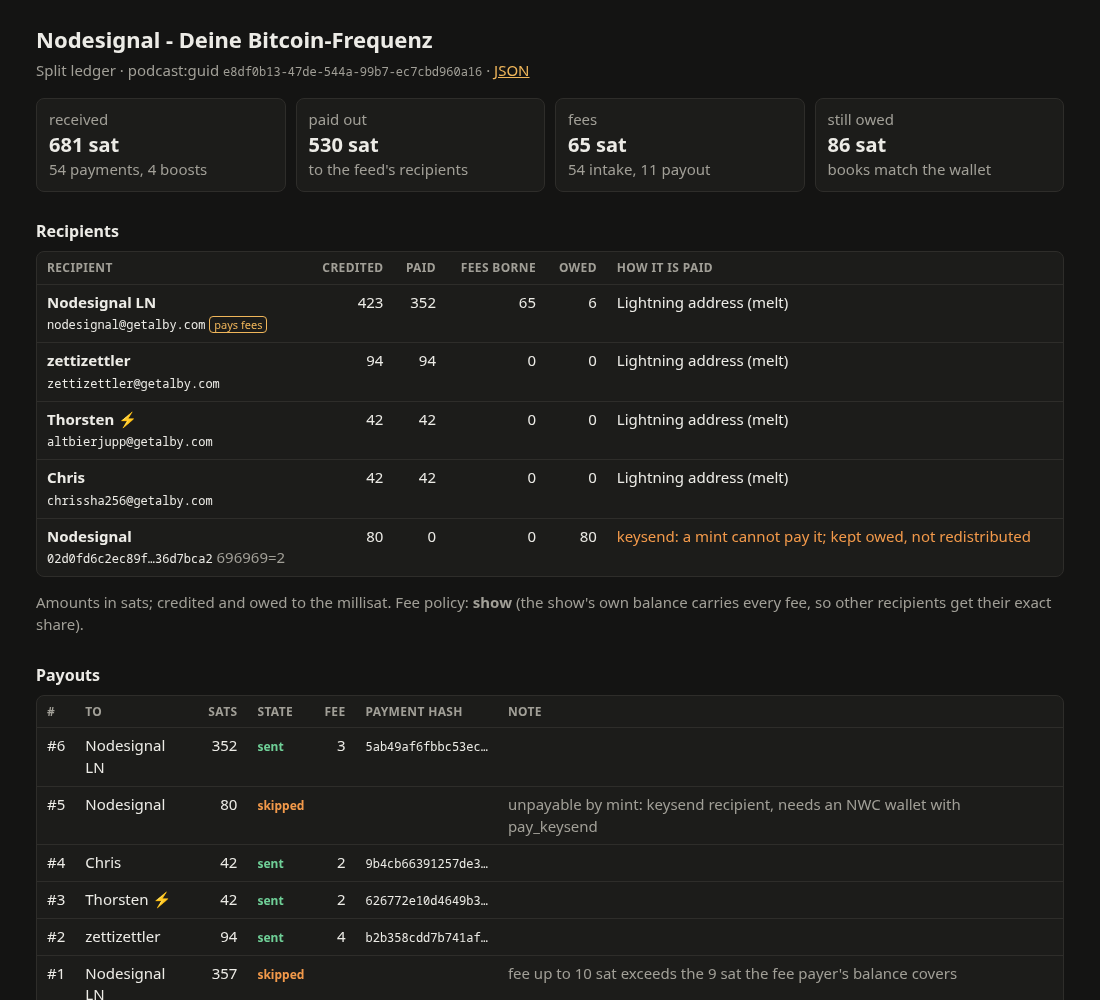 Nodesignal - Deine Bitcoin-Frequenz
Split ledger · podcast:guid e8df0b13-47de-544a-99b7-ec7cbd960a16 · JSON
received
681 sat
54 payments, 4 boosts
paid out
530 sat
to the feed's recipients
fees
65 sat
54 intake, 11 payout
still owed
86 sat
books match the wallet
Recipients
RECIPIENT CREDITED PAID FEES BORNE OWED HOW IT IS PAID
Nodesignal LN 423 352 65 6 Lightning address (melt)
nodesignal@getalby.com pays fees
zettizettler 94 94 0 0 Lightning address (melt)
zettizettler@getalby.com
Thorsten ⚡ 42 42 0 0 Lightning address (melt)
altbierjupp@getalby.com
Chris 42 42 0 0 Lightning address (melt)
chrissha256@getalby.com
Nodesignal 80 0 0 80 keysend: a mint cannot pay it; kept owed, not redistributed
02d0fd6c2ec89f…36d7bca2 696969=2
Amounts in sats; credited and owed to the millisat. Fee policy: show (the show's own balance carries every fee, so other recipients get their exact
share).
Payouts
# TO SATS STATE FEE PAYMENT HASH NOTE
#6 Nodesignal 352 sent 3 5ab49af6fbbc53ec…
LN
#5 Nodesignal 80 skipped unpayable by mint: keysend recipient, needs an NWC wallet with
pay_keysend
#4 Chris 42 sent 2 9b4cb66391257de3…
#3 Thorsten ⚡ 42 sent 2 626772e10d4649b3…
#2 zettizettler 94 sent 4 b2b358cdd7b741af…
#1 Nodesignal 357 skipped fee up to 10 sat exceeds the 9 sat the fee payer's balance covers
LN